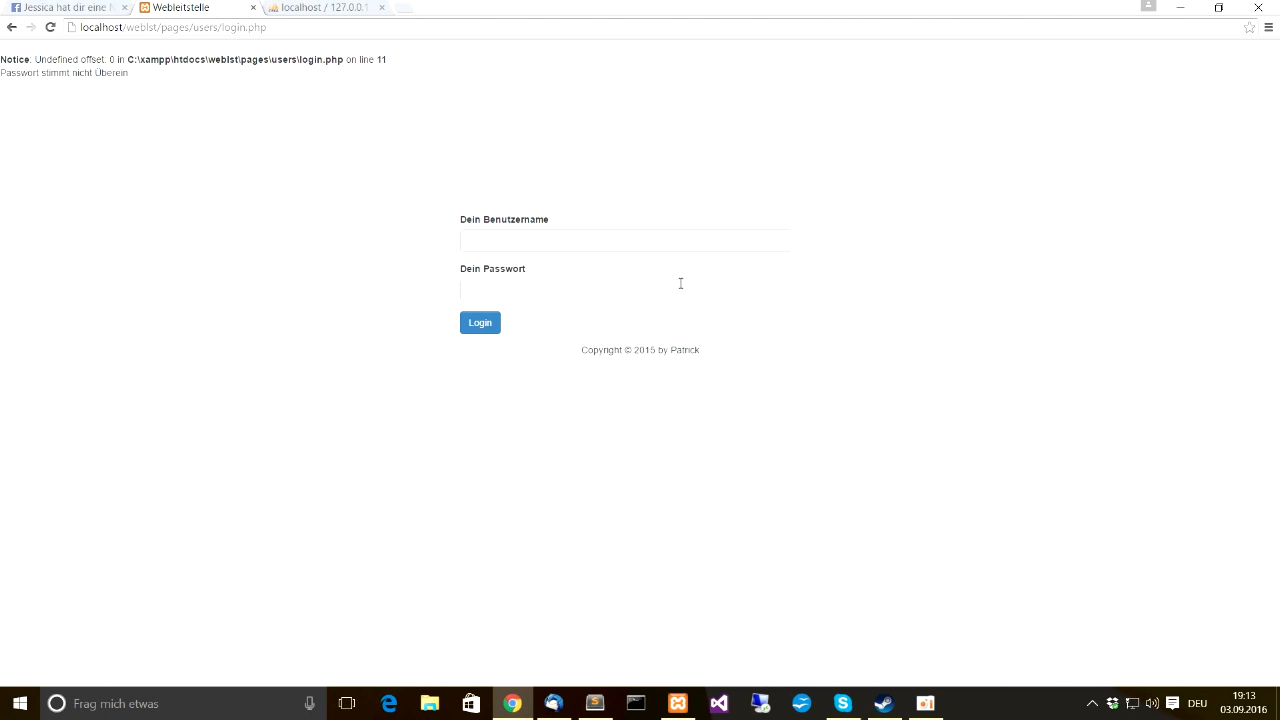 Jessica hat dir eine
Webleitstelle
localhost / 127.0.0.1
localhost/weblst/pages/users/login.php
Notice: Undefined offset: 0 in C:\xampp\htdocs\weblst\pages\users\login.php on line 11
Passwort stimmt nicht Überein
Dein Benutzername
Dein Passwort
Login
Copyright © 2015 by Patrick
Frag mich etwas
DEU
19:13
03.09.2016